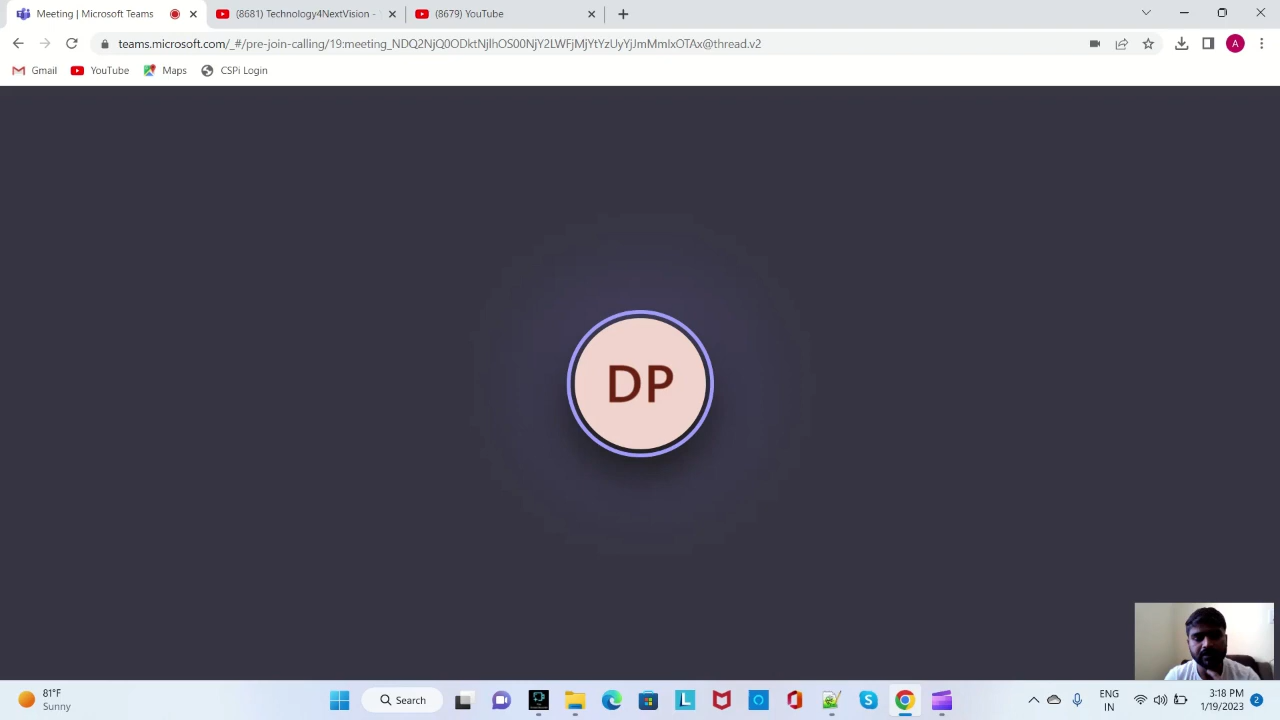 Meeting | Microsoft Teams
(8681) Technology4NextVision -
(8679) YouTube
teams.microsoft.com/_#/pre-join-calling/19:meeting_NDQ2NjQ0ODktNjlhOS00NjY2LWFjMjYtYzUyYjJmMmIxOTAx@thread.v2
A
Gmail
YouTube
Maps
CSPi Login
DP
81°F
Sunny
Search
L
S
ENG
IN
3:18 PM
1/19/2023
2